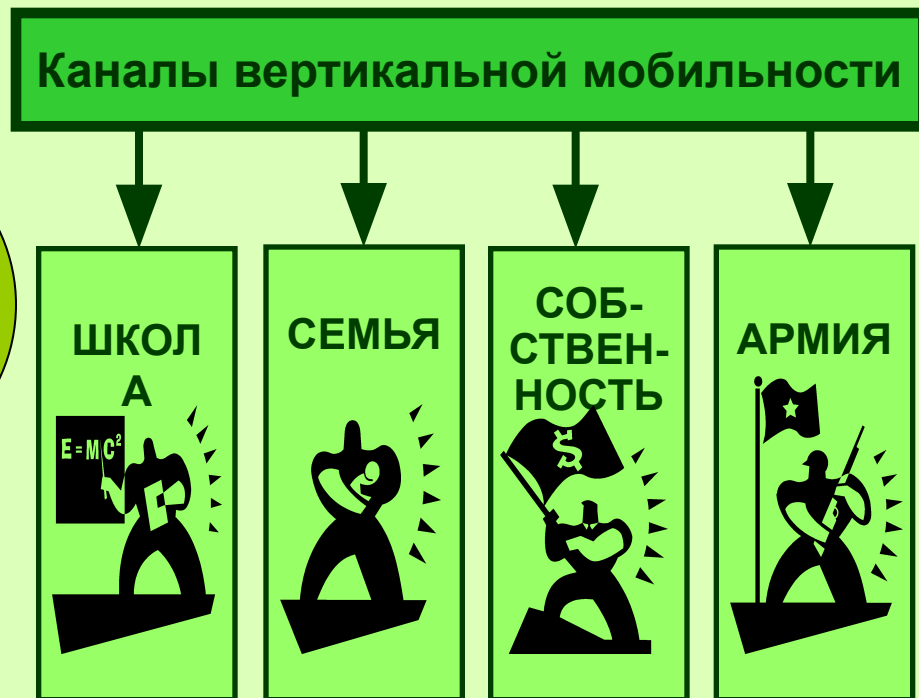 Каналы вертикальной мобильности
ШКОЛ
А
СЕМЬЯ
СОБ-
СТВЕН-
НОСТЬ
АРМИЯ
E = MC²
$